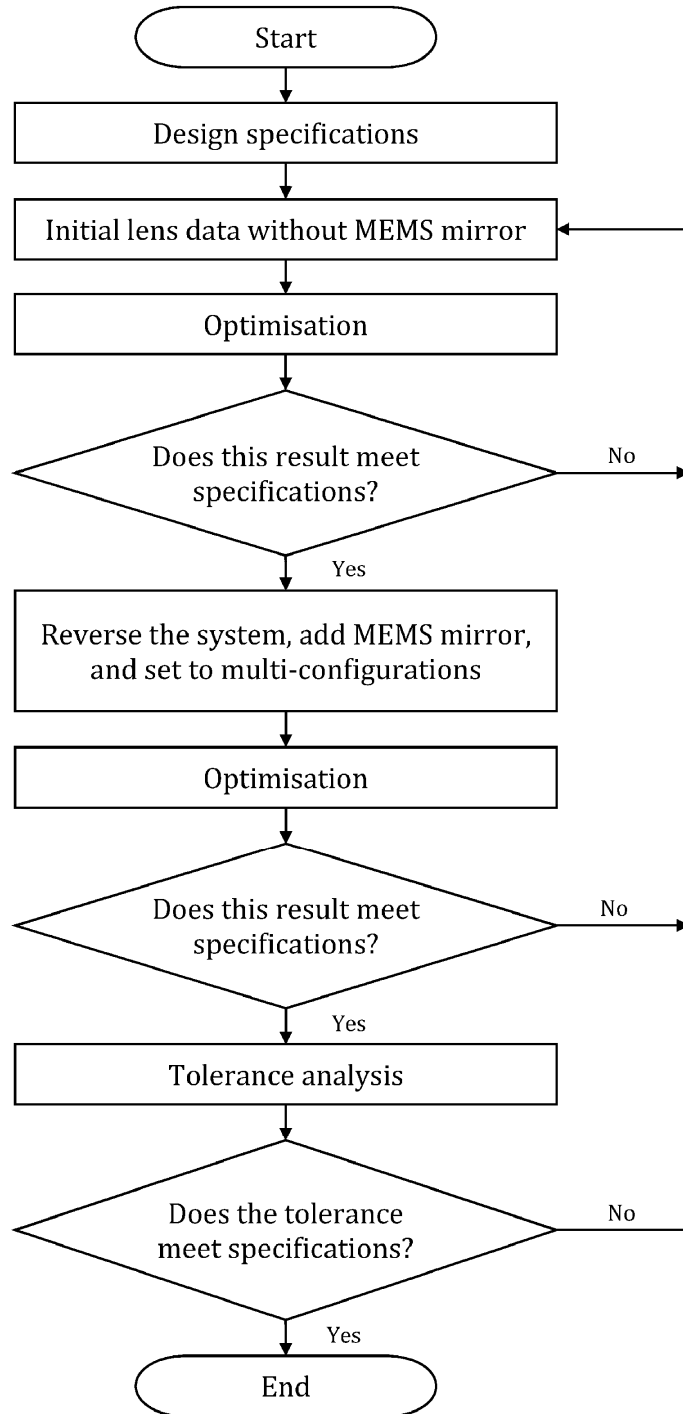 Start
Design specifications
Initial lens data without MEMS mirror
Optimisation
Does this result meet
specifications?
No
Yes
Reverse the system, add MEMS mirror,
and set to multi-configurations
Optimisation
Does this result meet
specifications?
No
Yes
Tolerance analysis
Does the tolerance
meet specifications?
No
Yes
End